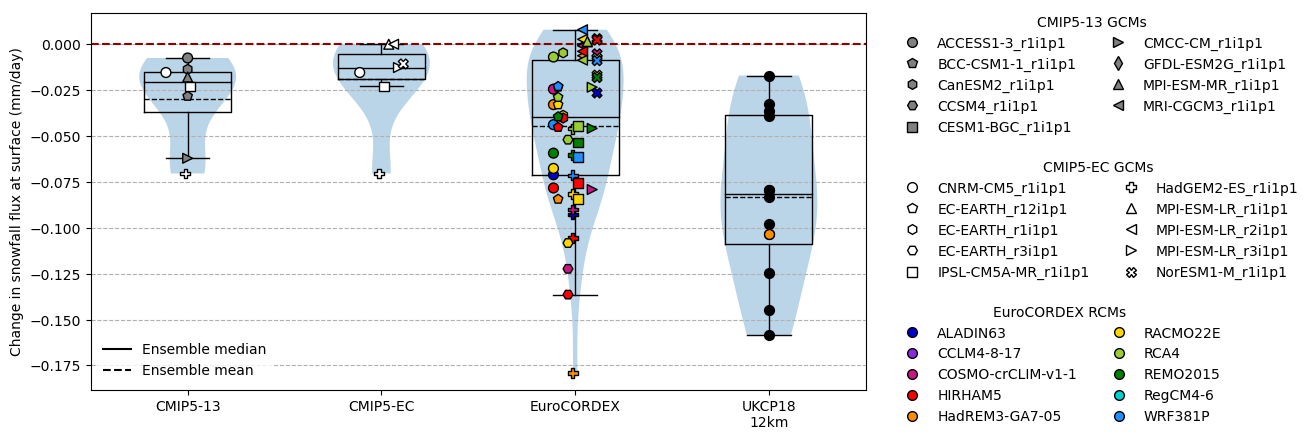 Change in snowfall flux at surface (mm/day)
0.000
−0.025
−0.050
−0.075
−0.100
−0.125
−0.150
−0.175
Ensemble median
Ensemble mean
CMIP5-13
CMIP5-EC
EuroCORDEX
UKCP18
12km
CMIP5-13 GCMs
ACCESS1-3_r1i1p1
BCC-CSM1-1_r1i1p1
CanESM2_r1i1p1
CCSM4_r1i1p1
CESM1-BGC_r1i1p1
CMCC-CM_r1i1p1
GFDL-ESM2G_r1i1p1
MPI-ESM-MR_r1i1p1
MRI-CGCM3_r1i1p1
CMIP5-EC GCMs
CNRM-CM5_r1i1p1
EC-EARTH_r12i1p1
EC-EARTH_r1i1p1
EC-EARTH_r3i1p1
IPSL-CM5A-MR_r1i1p1
HadGEM2-ES_r1i1p1
MPI-ESM-LR_r1i1p1
MPI-ESM-LR_r2i1p1
MPI-ESM-LR_r3i1p1
NorESM1-M_r1i1p1
EuroCORDEX RCMs
ALADIN63
CCLM4-8-17
COSMO-crCLIM-v1-1
HIRHAM5
HadREM3-GA7-05
RACMO22E
RCA4
REMO2015
RegCM4-6
WRF381P